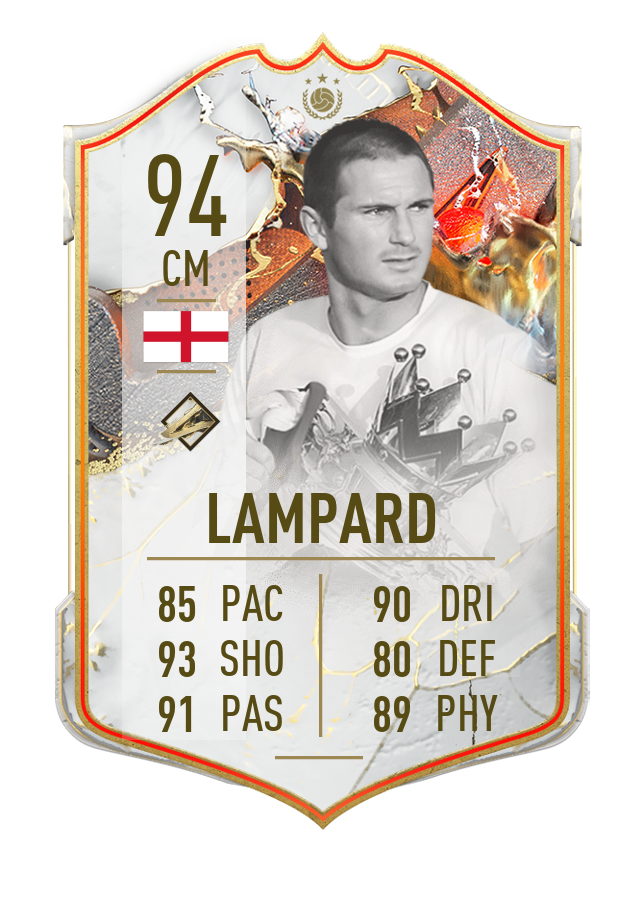 94
CM
LAMPARD
85 PAC 90 DRI
93 SHO 80 DEF
91 PAS 89 PHY